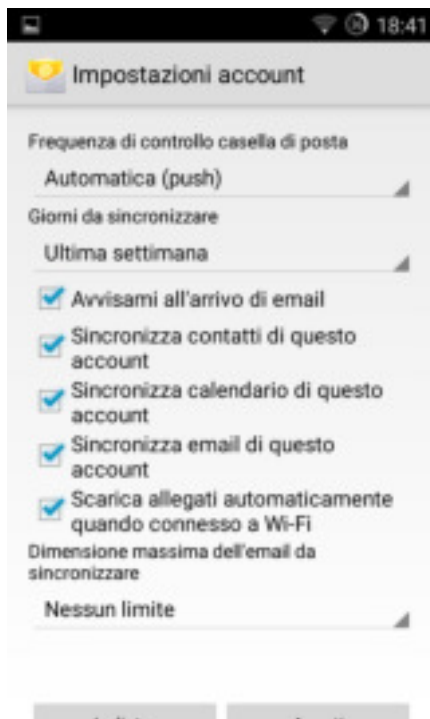 18:41
Impostazioni account
Frequenza di controllo casella di posta
Automatica (push)
Giorni da sincronizzare
Ultima settimana
Avvisami all'arrivo di email
Sincronizza contatti di questo
account
Sincronizza calendario di questo
account
Sincronizza email di questo
account
Scarica allegati automaticamente
quando connesso a Wi-Fi
Dimensione massima dell'email da
sincronizzare
Nessun limite